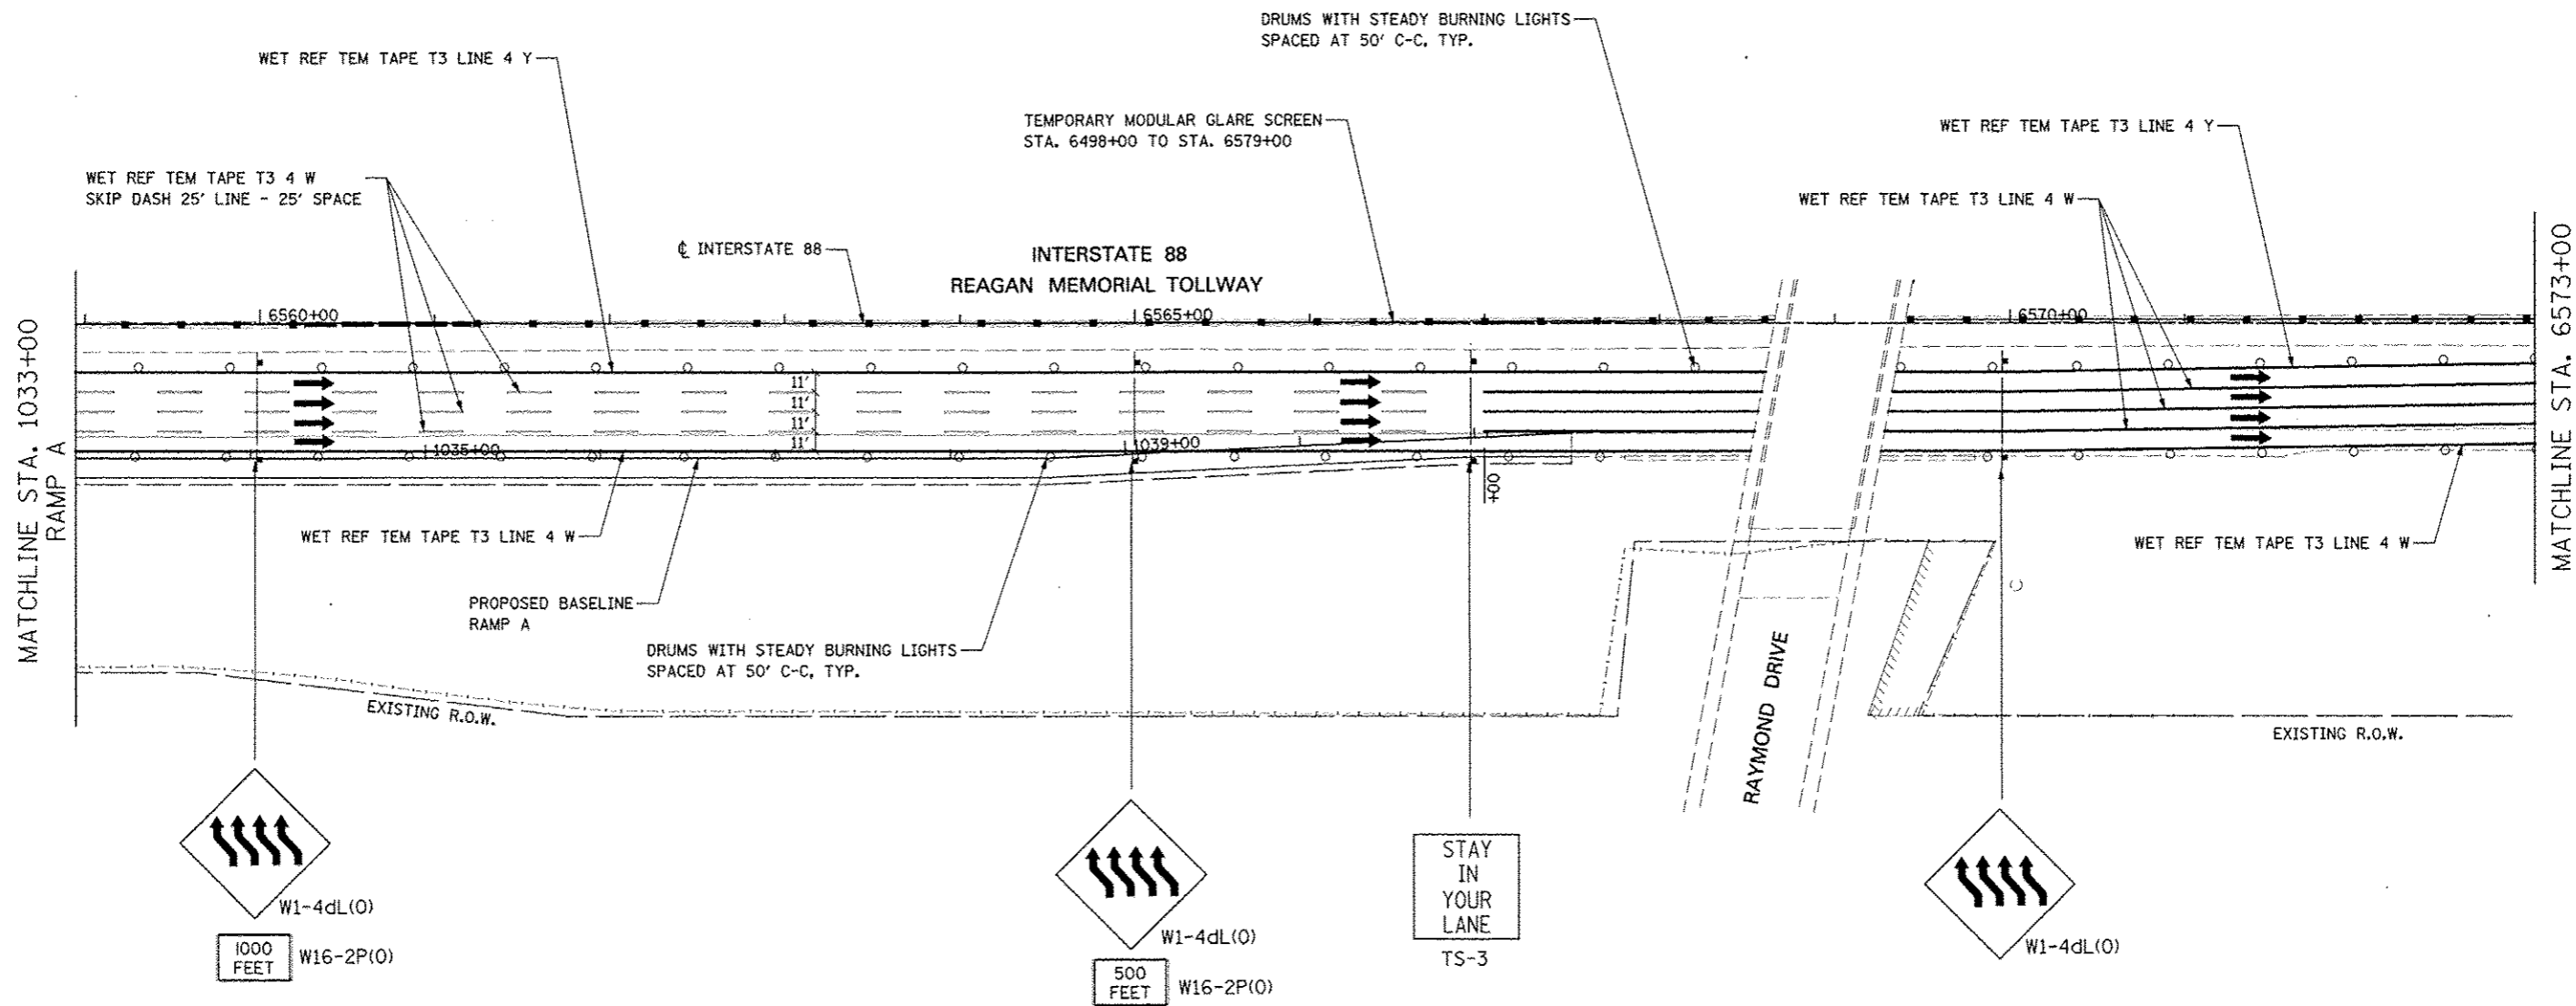 DRUMS WITH STEADY BURNING LIGHTS
SPACED AT 50' C-C, TYP.
WET REF TEM TAPE T3 LINE 4 Y
TEMPORARY MODULAR GLARE SCREEN
STA. 6498+00 TO STA. 6579+00
WET REF TEM TAPE T3 LINE 4 Y
WET REF TEM TAPE T3 4 W
SKIP DASH 25' LINE - 25' SPACE
WET REF TEM TAPE T3 LINE 4 W
℄ INTERSTATE 88
INTERSTATE 88
REAGAN MEMORIAL TOLLWAY
6560+00
6565+00
6570+00
MATCHLINE STA. 1033+00
RAMP A
MATCHLINE STA. 6573+00
11'
11'
11'
11'
1035+00
1039+00
+00
WET REF TEM TAPE T3 LINE 4 W
WET REF TEM TAPE T3 LINE 4 W
PROPOSED BASELINE
RAMP A
DRUMS WITH STEADY BURNING LIGHTS
SPACED AT 50' C-C, TYP.
RAYMOND DRIVE
EXISTING R.O.W.
EXISTING R.O.W.
W1-4dL(O)
1000
FEET
W16-2P(O)
W1-4dL(O)
500
FEET
W16-2P(O)
STAY
IN
YOUR
LANE
TS-3
W1-4dL(O)